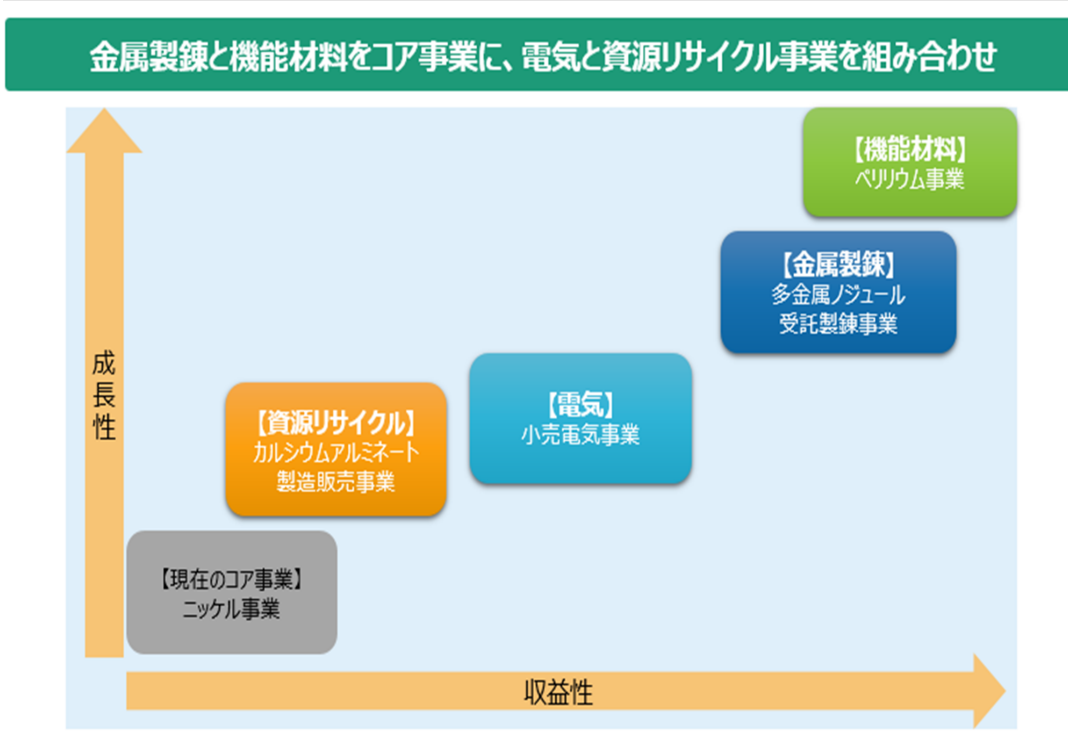 金属製錬と機能材料をコア事業に、電気と資源リサイクル事業を組み合わせ
【機能材料】
ベリリウム事業
【金属製錬】
多金属ノジュール
受託製錬事業
成長性
【電気】
小売電気事業
【資源リサイクル】
カルシウムアルミネート
製造販売事業
【現在のコア事業】
ニッケル事業
収益性